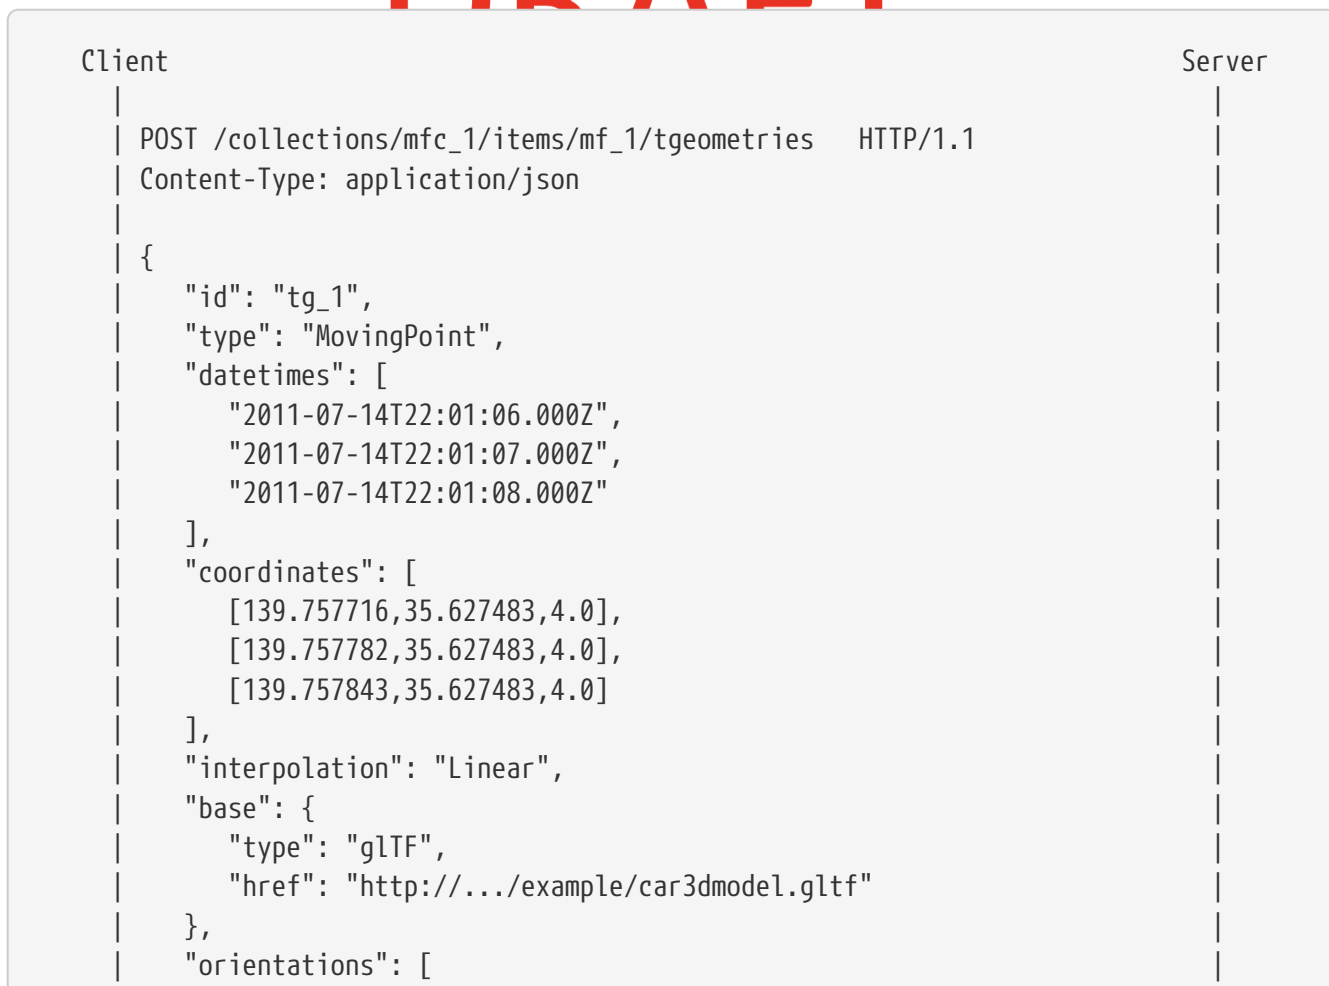 DRAFT
Client Server
| |
| POST /collections/mfc_1/items/mf_1/tgeometries HTTP/1.1 |
| Content-Type: application/json |
| |
| { |
| "id": "tg_1", |
| "type": "MovingPoint", |
| "datetimes": [ |
| "2011-07-14T22:01:06.000Z", |
| "2011-07-14T22:01:07.000Z", |
| "2011-07-14T22:01:08.000Z" |
| ], |
| "coordinates": [ |
| [139.757716,35.627483,4.0], |
| [139.757782,35.627483,4.0], |
| [139.757843,35.627483,4.0] |
| ], |
| "interpolation": "Linear", |
| "base": { |
| "type": "glTF", |
| "href": "http://.../example/car3dmodel.gltf" |
| }, |
| "orientations": [ |